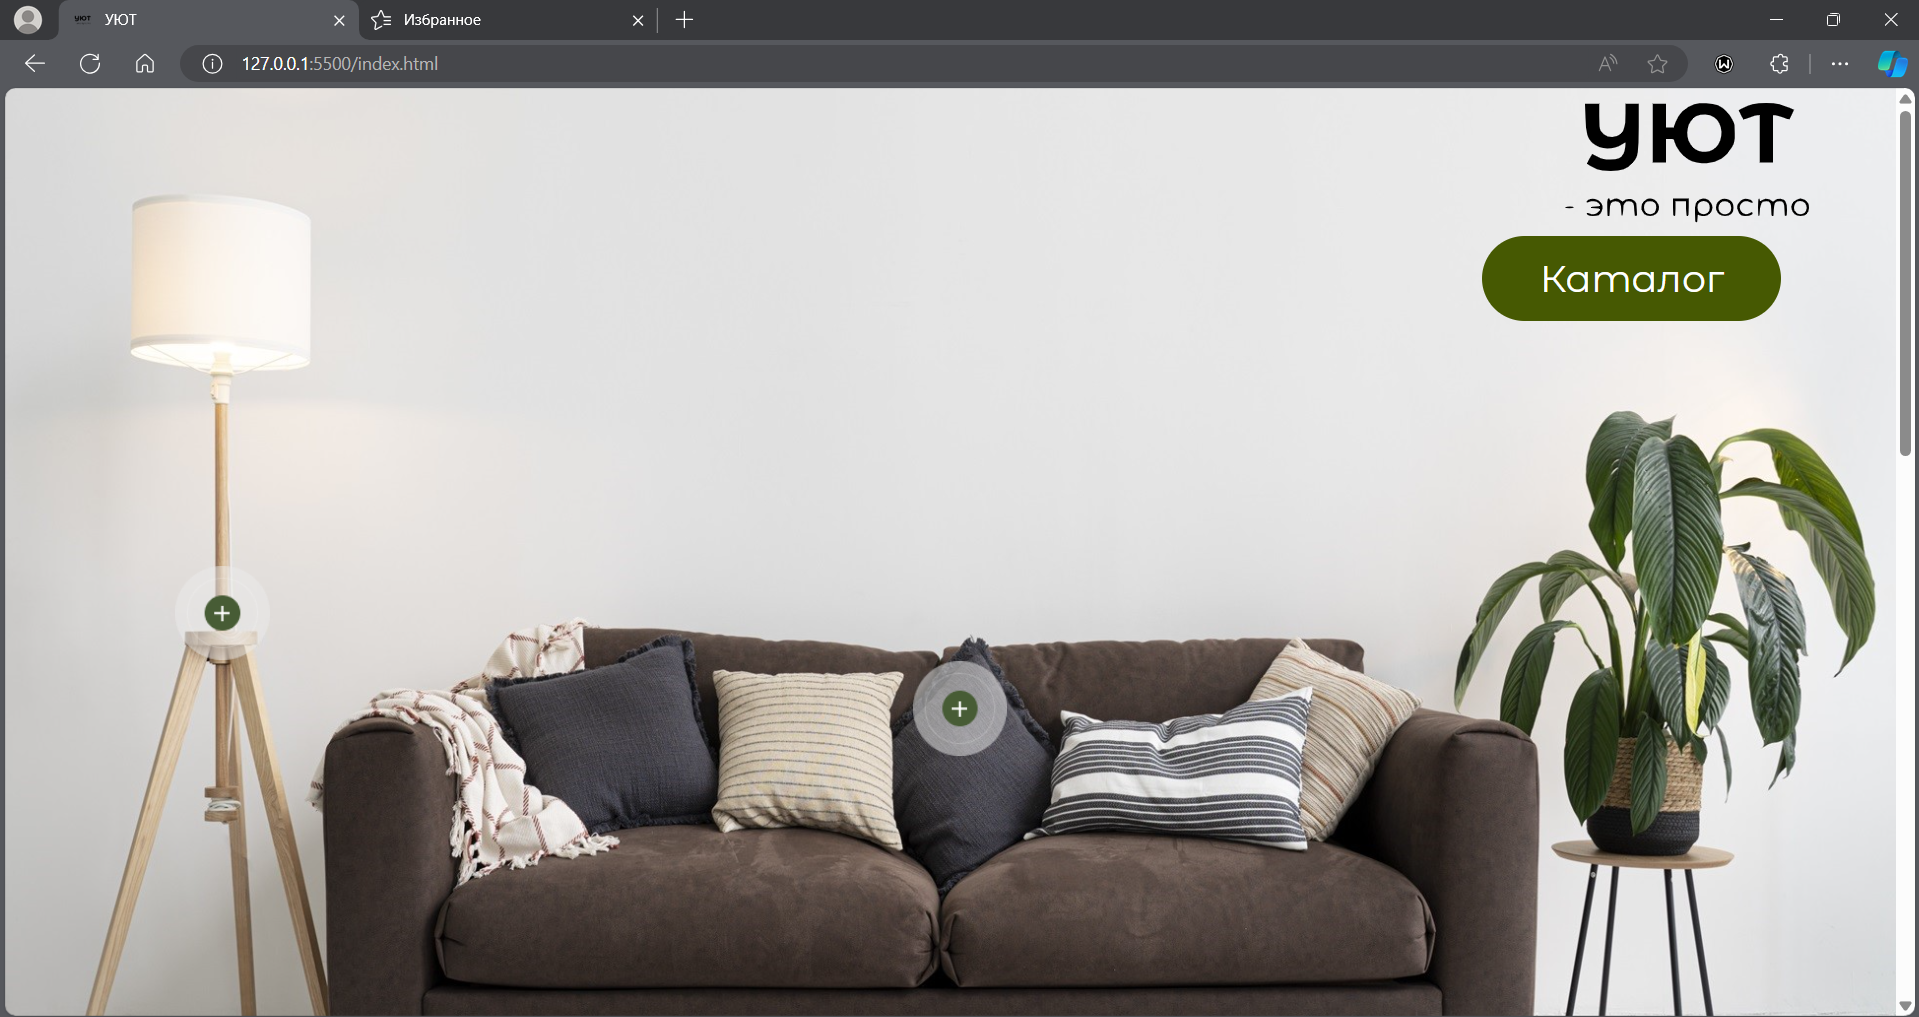 УЮТ
Избранное
127.0.0.1:5500/index.html
уют
- это просто
Каталог